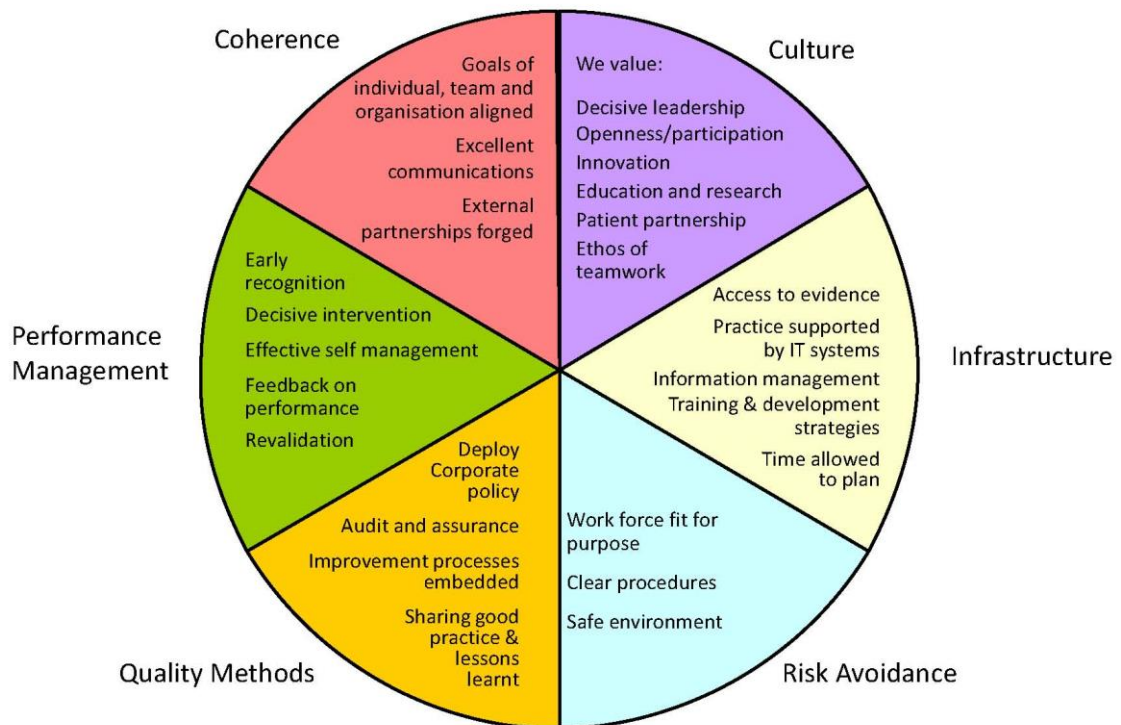 Coherence
Goals of
individual, team and
organisation aligned
Excellent
communications
External
partnerships forged
Culture
We value:
Decisive leadership
Openness/participation
Innovation
Education and research
Patient partnership
Ethos of
teamwork
Infrastructure
Access to evidence
Practice supported
by IT systems
Information management
Training & development
strategies
Time allowed
to plan
Risk Avoidance
Work force fit for
purpose
Clear procedures
Safe environment
Quality Methods
Deploy
Corporate
policy
Audit and assurance
Improvement processes
embedded
Sharing good
practice &
lessons
learnt
Performance
Management
Early
recognition
Decisive intervention
Effective self management
Feedback on
performance
Revalidation